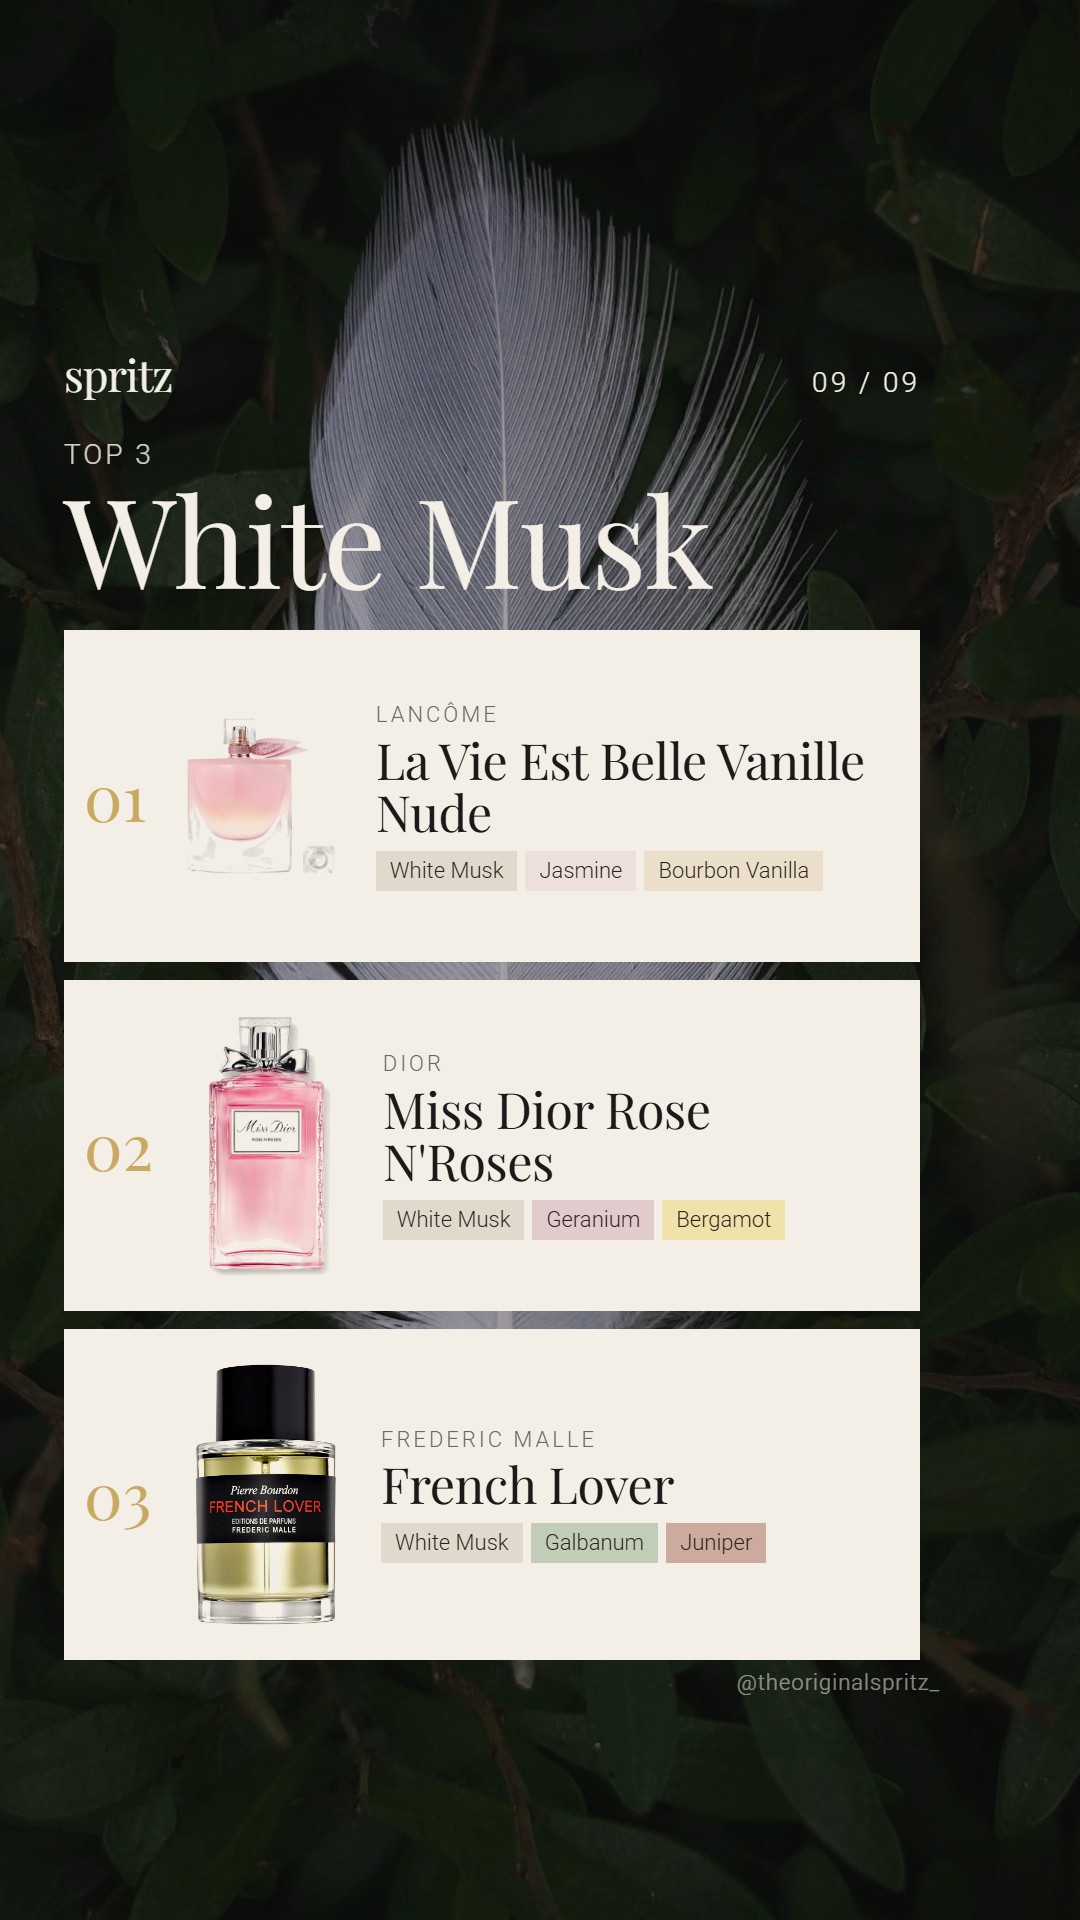 spritz
09 / 09
TOP 3
White Musk
01
LANCÔME
La Vie Est Belle Vanille
Nude
White Musk Jasmine Bourbon Vanilla
02
Miss Dior
ROSE N'ROSES
DIOR
Miss Dior Rose
N'Roses
White Musk Geranium Bergamot
03
Pierre Bourdon
FRENCH LOVER
EDITIONS DE PARFUMS
FREDERIC MALLE
FREDERIC MALLE
French Lover
White Musk Galbanum Juniper
@theoriginalspritz_